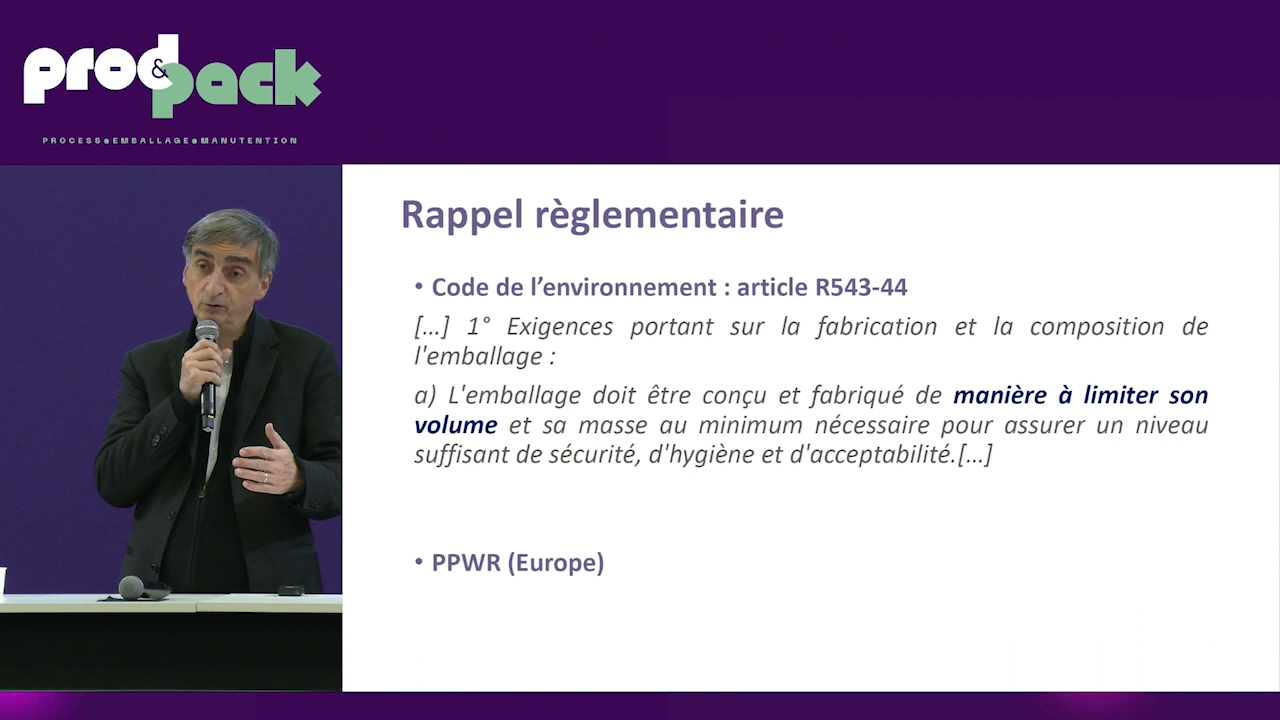 prod&pack
PROCESS●EMBALLAGE●MANUTENTION
Rappel règlementaire
• Code de l’environnement : article R543-44
[…] 1° Exigences portant sur la fabrication et la composition de
l'emballage :
a) L'emballage doit être conçu et fabriqué de manière à limiter son
volume et sa masse au minimum nécessaire pour assurer un niveau
suffisant de sécurité, d'hygiène et d'acceptabilité.[…]
• PPWR (Europe)